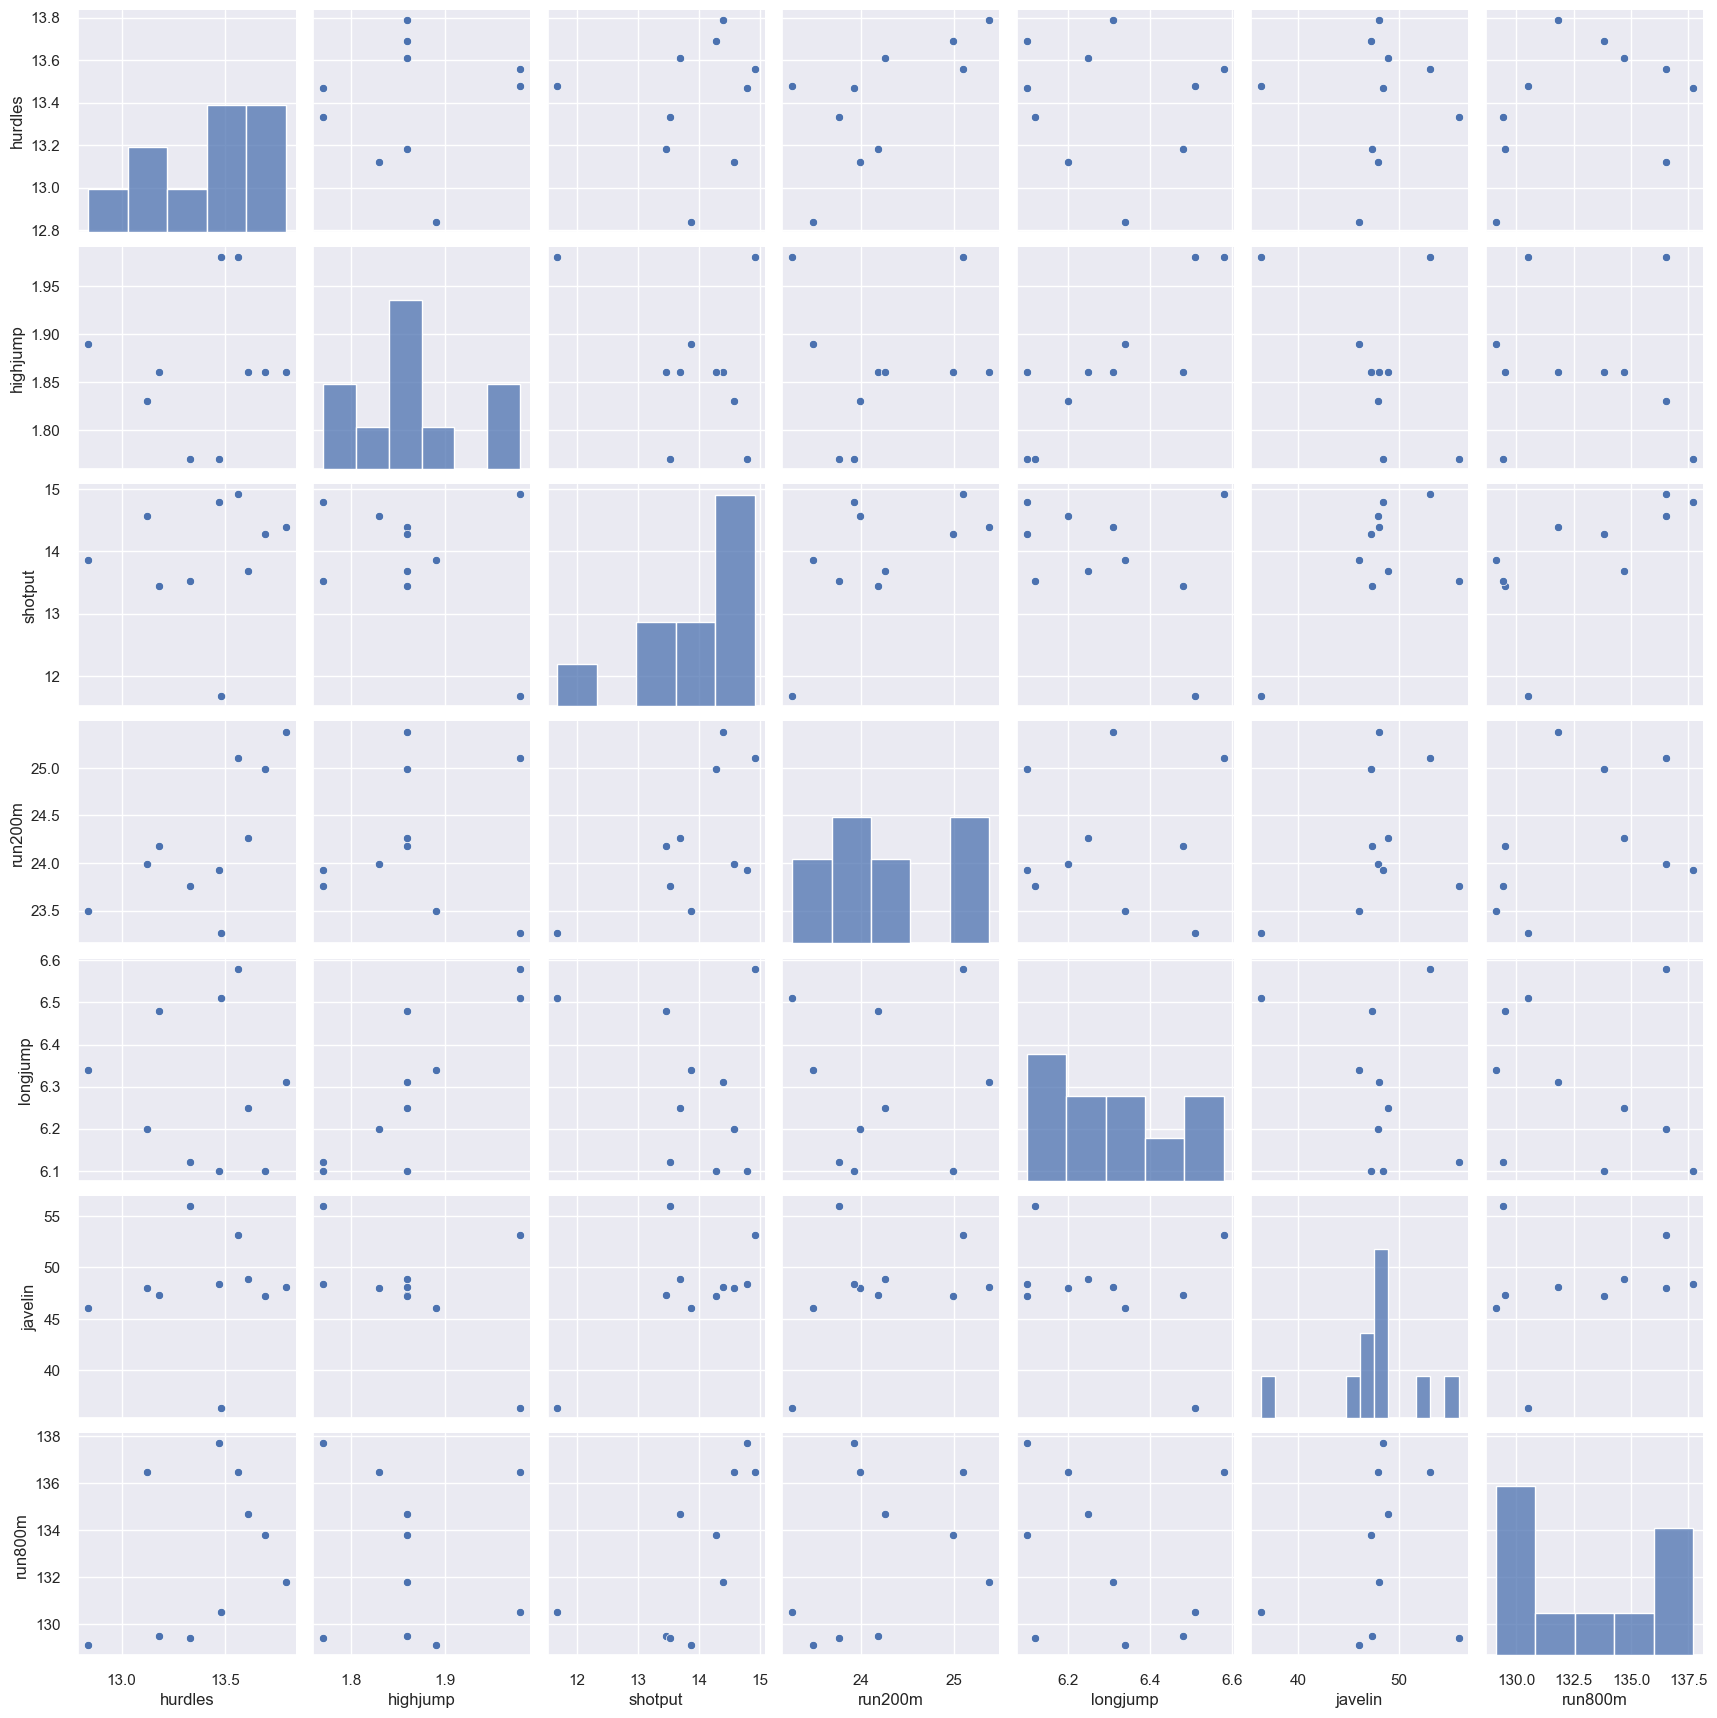 13.8
13.6
13.4
13.2
13.0
12.8
hurdles
1.95
1.90
1.85
1.80
highjump
15
14
13
12
shotput
25.0
24.5
24.0
23.5
run200m
6.6
6.5
6.4
6.3
6.2
6.1
longjump
55
50
45
40
javelin
138
136
134
132
130
run800m
13.0 13.5
hurdles
1.8 1.9
highjump
12 13 14 15
shotput
24 25
run200m
6.2 6.4 6.6
longjump
40 50
javelin
130.0 132.5 135.0 137.5
run800m